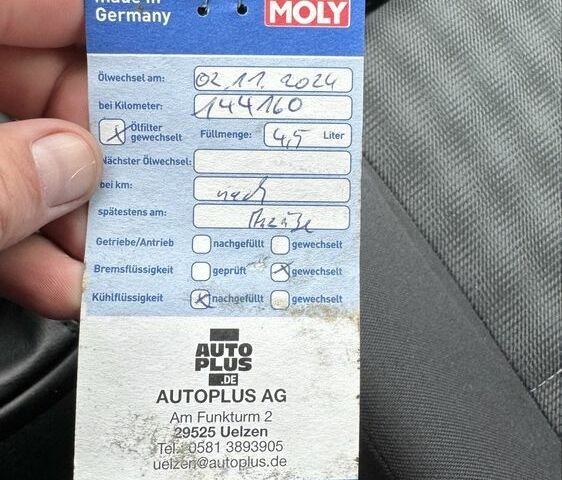 made in
Germany
MOLY
Ölwechsel am: 02.11.2024
bei Kilometer: 144160
Ölfilter
gewechselt
Füllmenge: 4,5 Liter
Nächster Ölwechsel:
bei km: nach
spätestens am: Anzeige
Getriebe/Antrieb nachgefüllt gewechselt
Bremsflüssigkeit geprüft gewechselt
Kühlflüssigkeit nachgefüllt gewechselt
AUTO
PLUS
.DE
AUTOPLUS AG
Am Funkturm 2
29525 Uelzen
Tel.: 0581 3893905
uelzen@autoplus.de